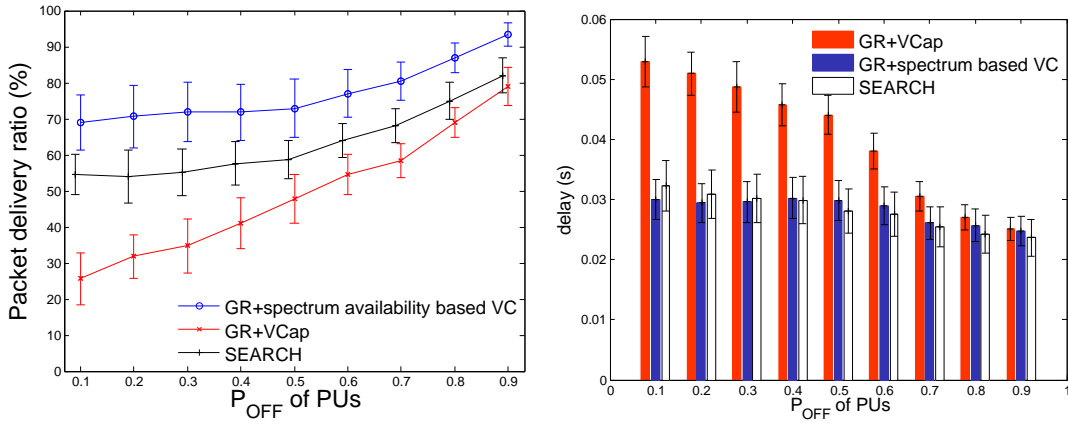 Packet delivery ratio (%)
100
90
80
70
60
50
40
30
20
10
0
GR+spectrum availability based VC
GR+VCap
SEARCH
0.1 0.2 0.3 0.4 0.5 0.6 0.7 0.8 0.9
P_OFF of PUs
delay (s)
0.06
0.05
0.04
0.03
0.02
0.01
0
GR+VCap
GR+spectrum based VC
SEARCH
0.1 0.2 0.3 0.4 0.5 0.6 0.7 0.8 0.9 1
P_OFF of PUs